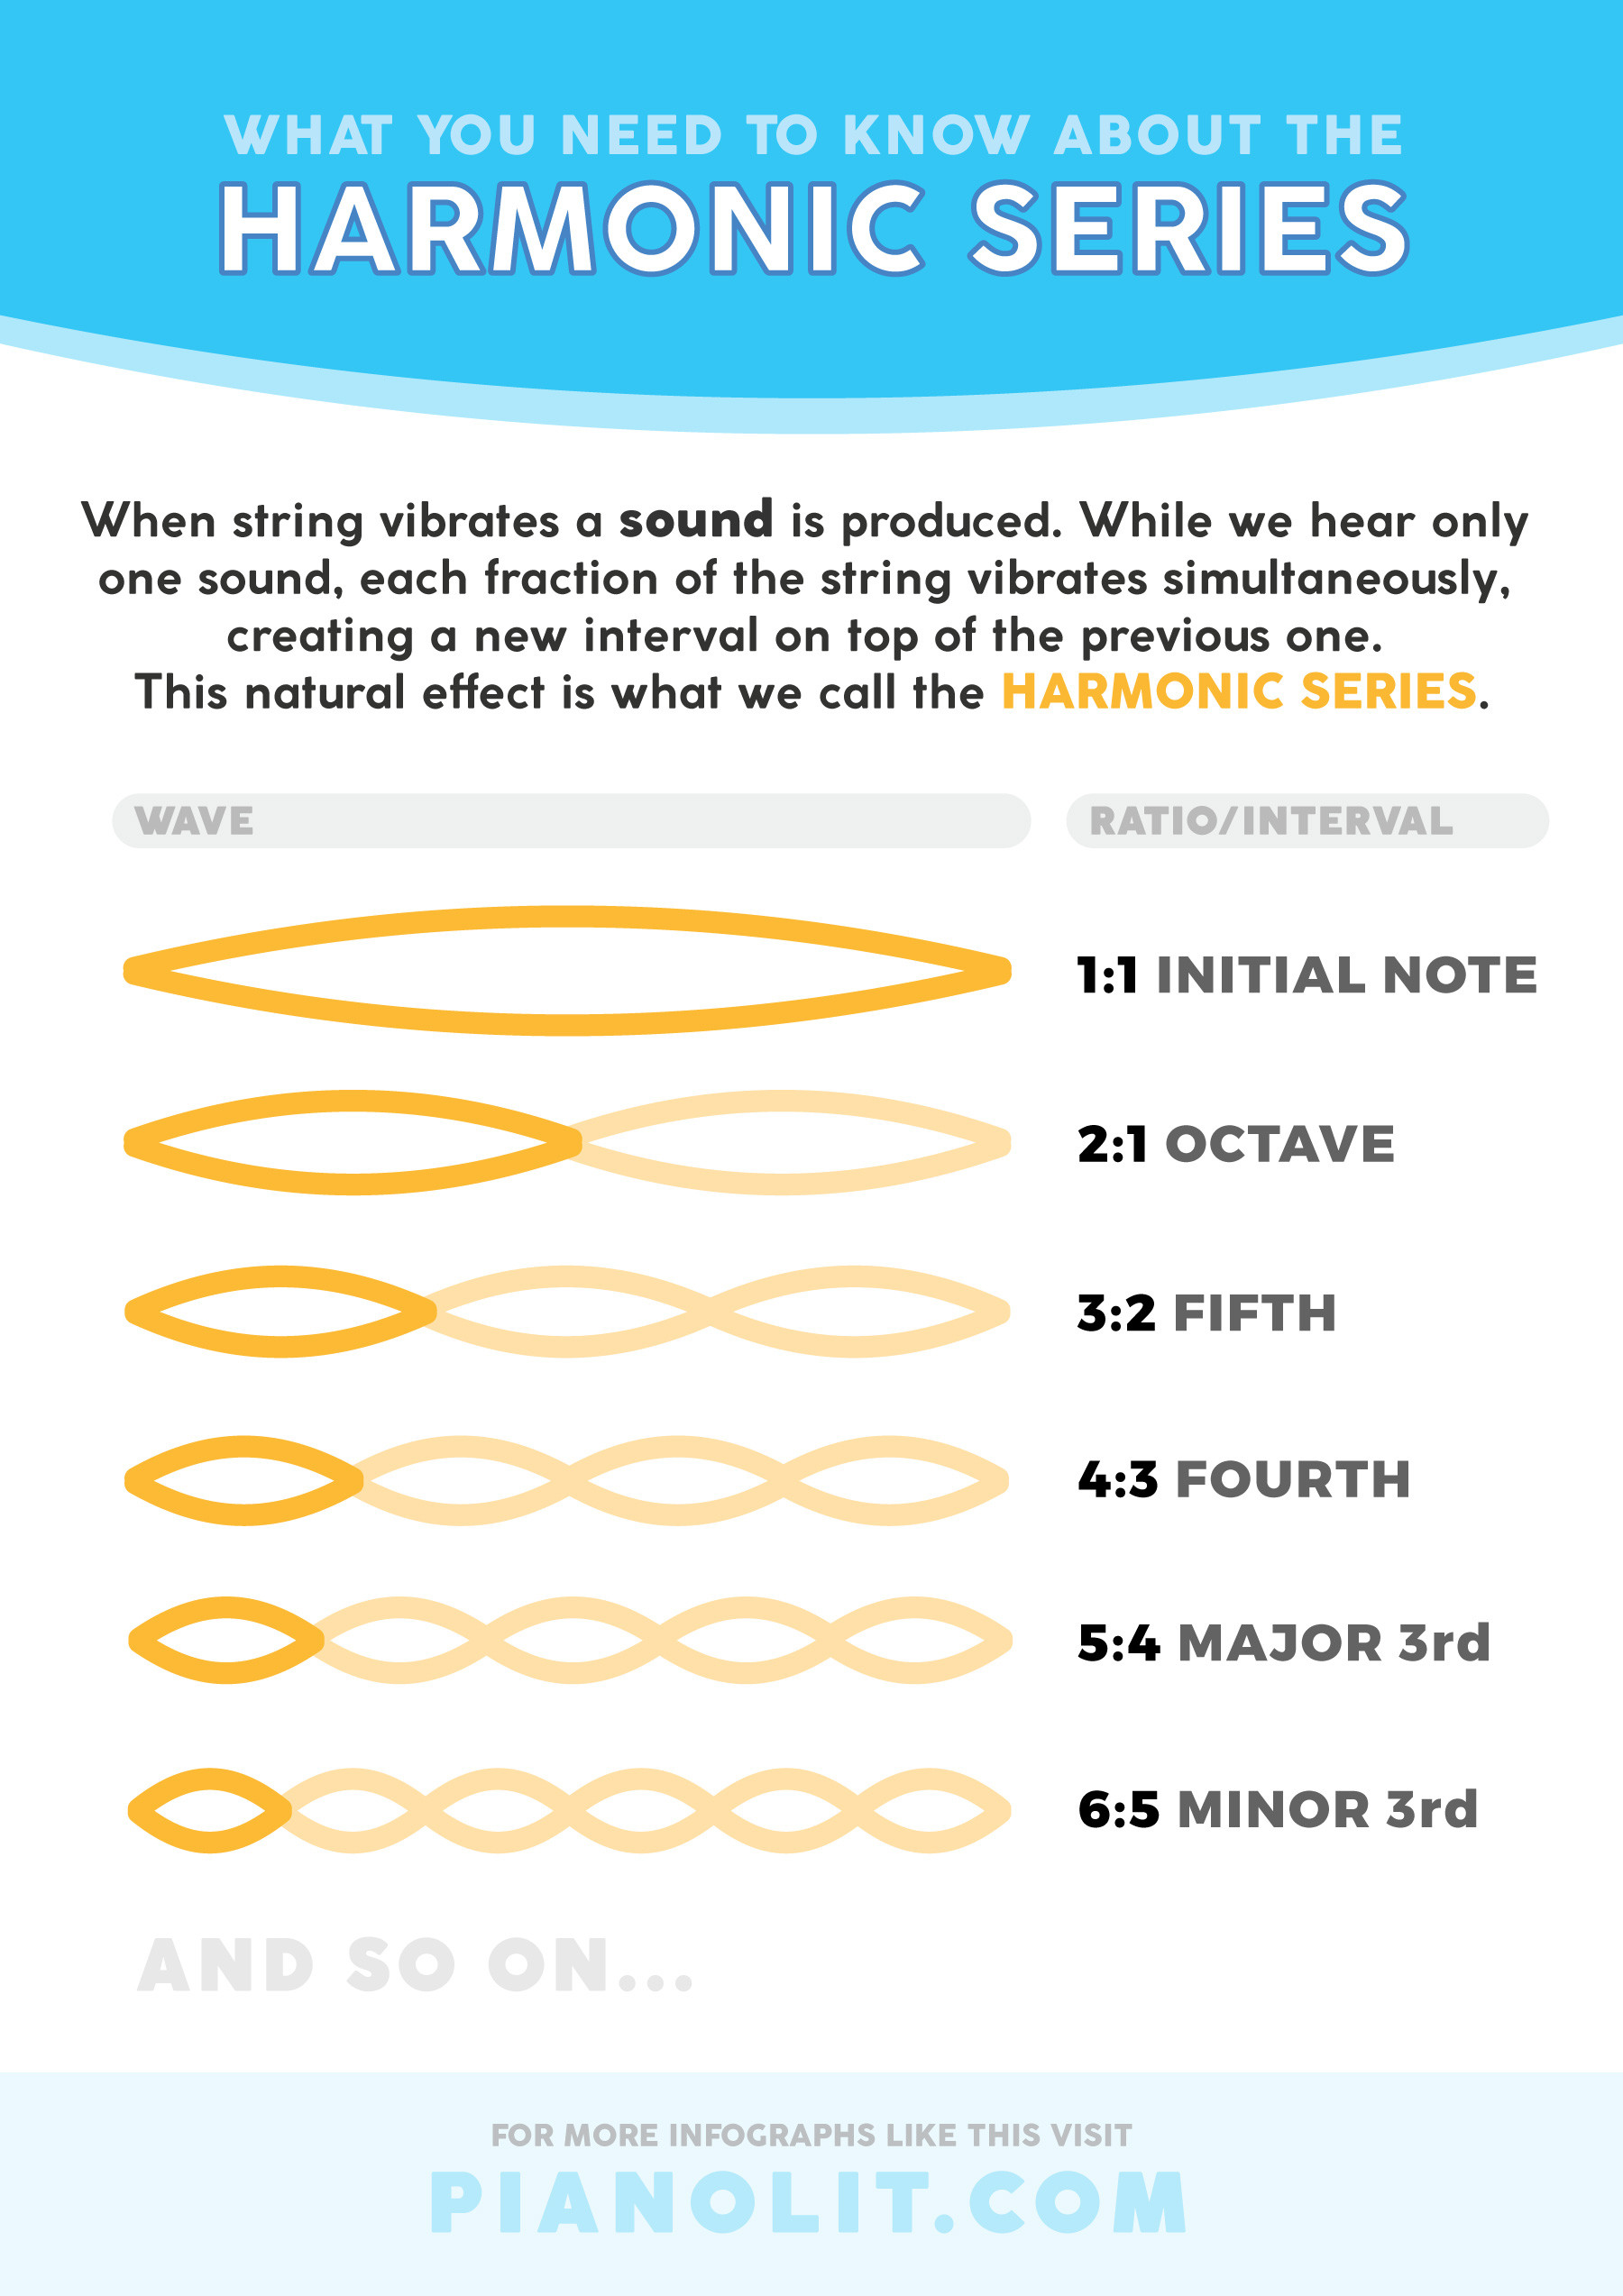 WHAT YOU NEED TO KNOW ABOUT THE
HARMONIC SERIES
When string vibrates a sound is produced. While we hear only
one sound, each fraction of the string vibrates simultaneously,
creating a new interval on top of the previous one.
This natural effect is what we call the HARMONIC SERIES.
WAVE
RATIO/INTERVAL
1:1 INITIAL NOTE
2:1 OCTAVE
3:2 FIFTH
4:3 FOURTH
5:4 MAJOR 3rd
6:5 MINOR 3rd
AND SO ON...
FOR MORE INFOGRAPHS LIKE THIS VISIT
PIANOLIT.COM